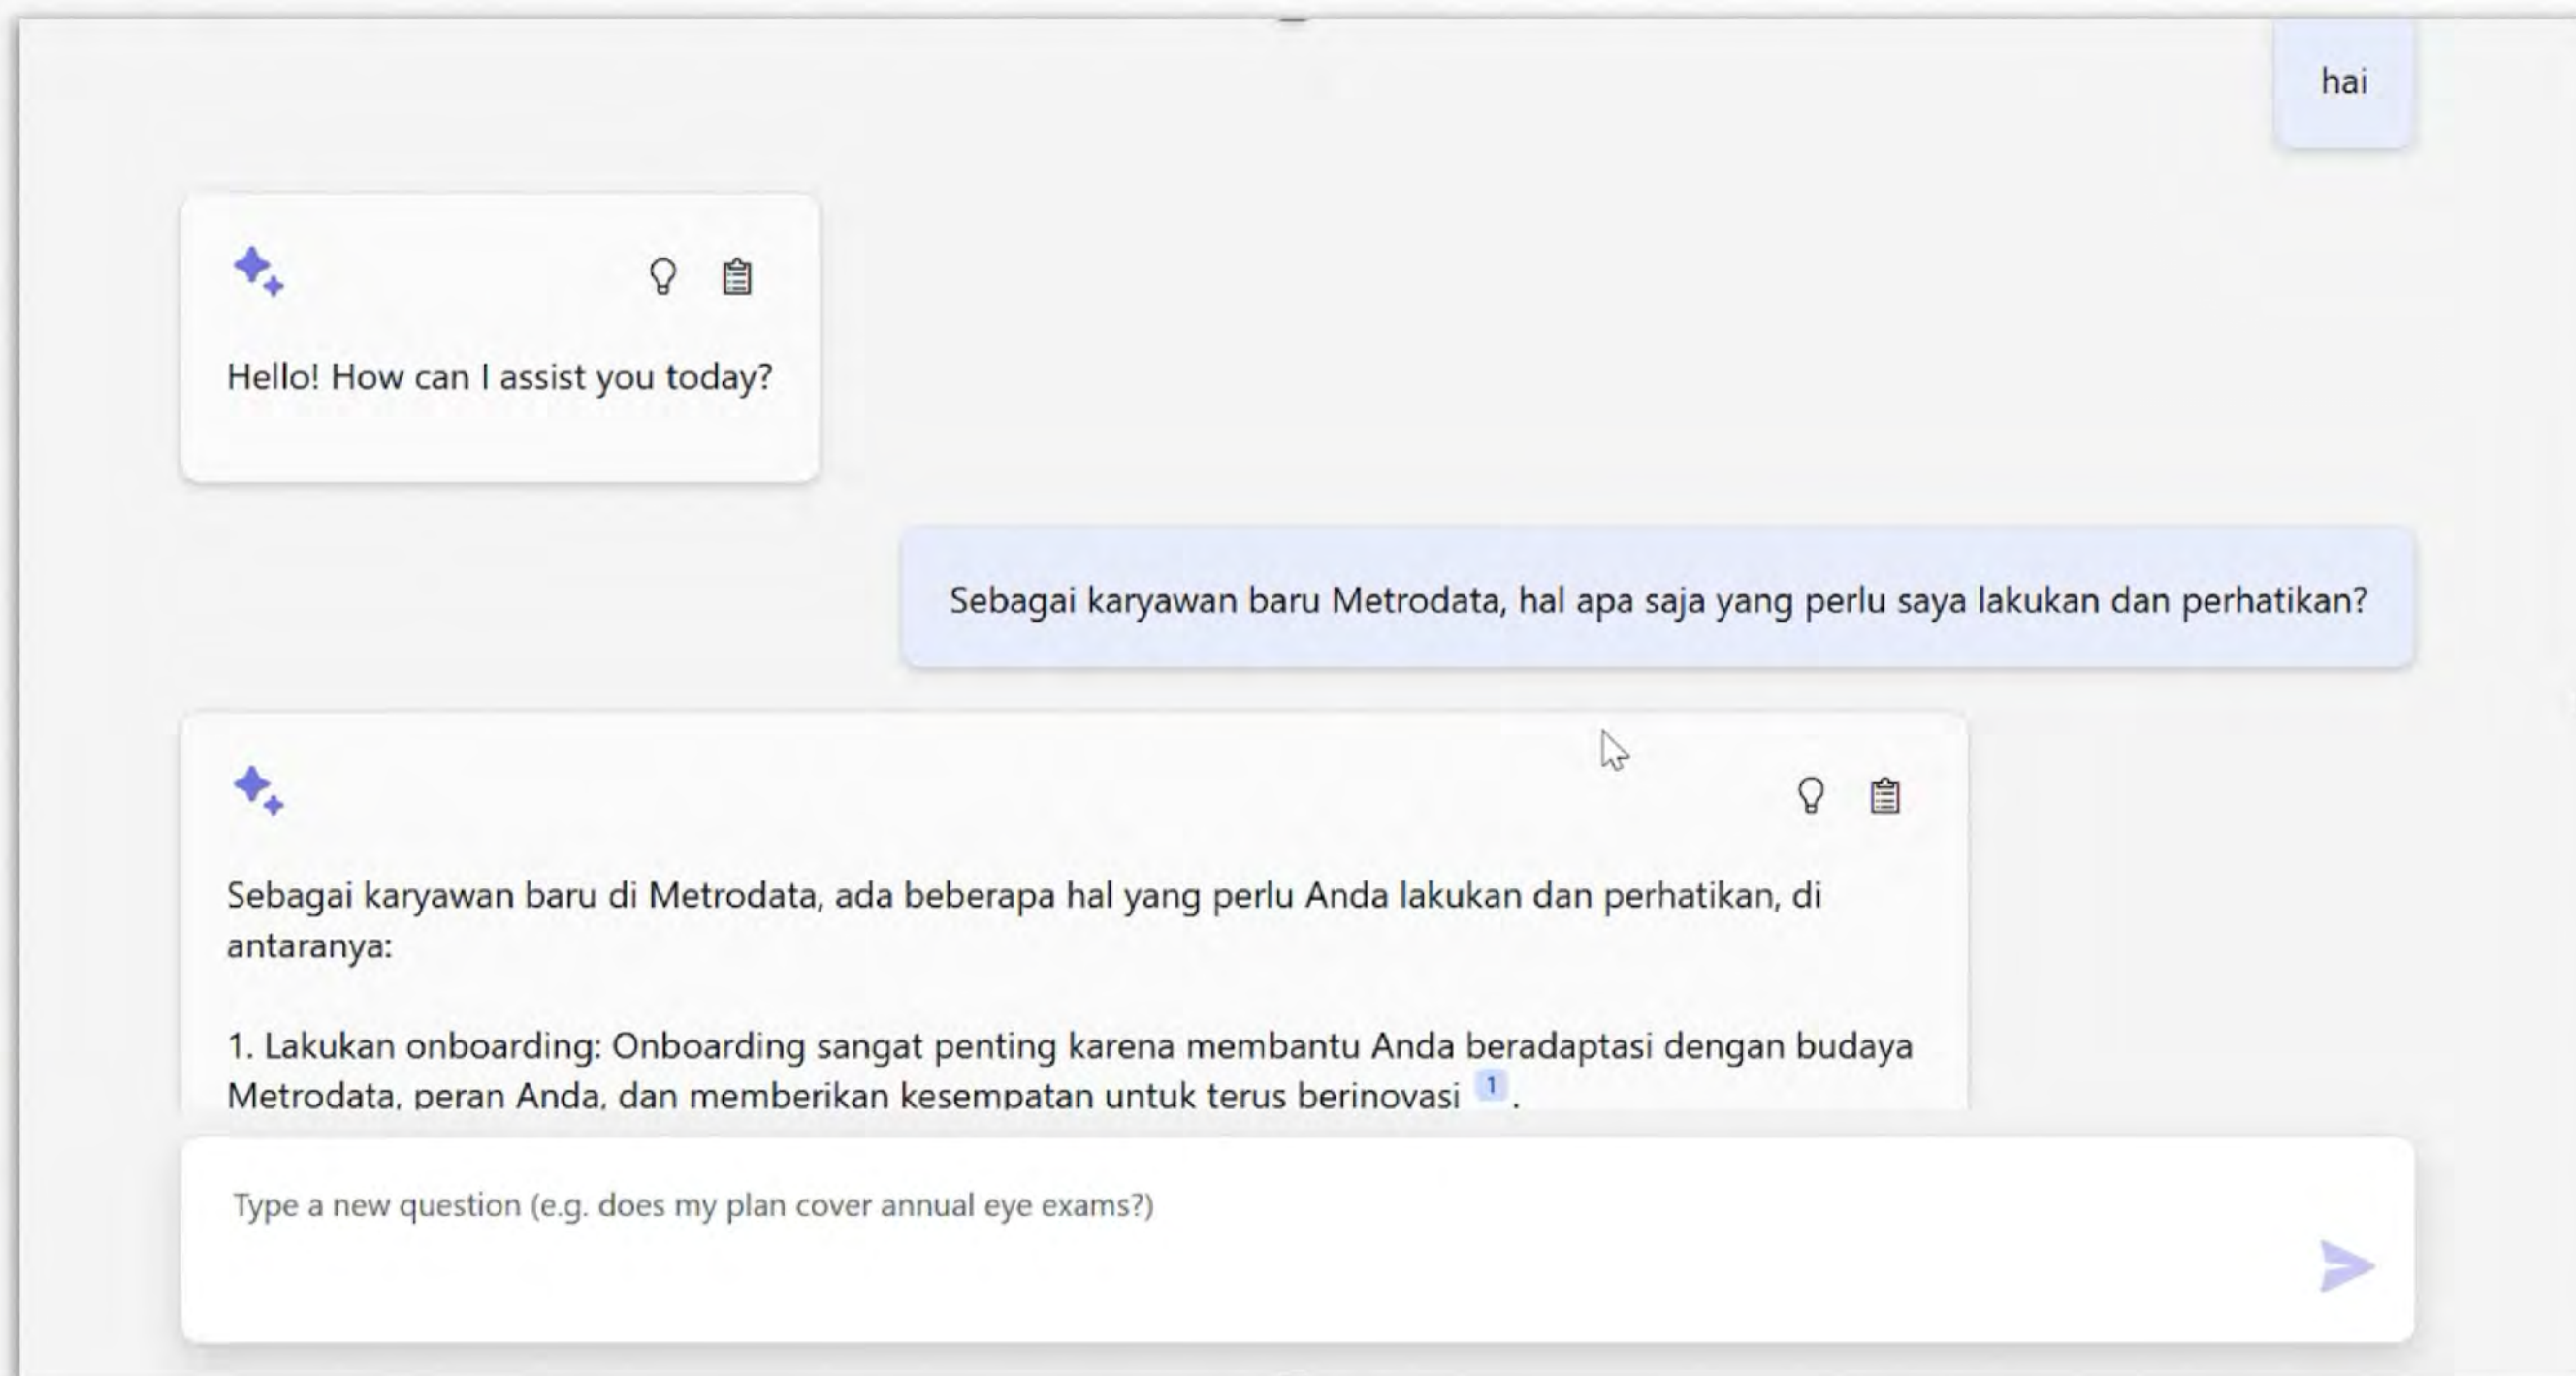 hai
Hello! How can I assist you today?
Sebagai karyawan baru Metrodata, hal apa saja yang perlu saya lakukan dan perhatikan?
Sebagai karyawan baru di Metrodata, ada beberapa hal yang perlu Anda lakukan dan perhatikan, di
antaranya:
1. Lakukan onboarding: Onboarding sangat penting karena membantu Anda beradaptasi dengan budaya
Metrodata, peran Anda, dan memberikan kesempatan untuk terus berinovasi 1.
Type a new question (e.g. does my plan cover annual eye exams?)